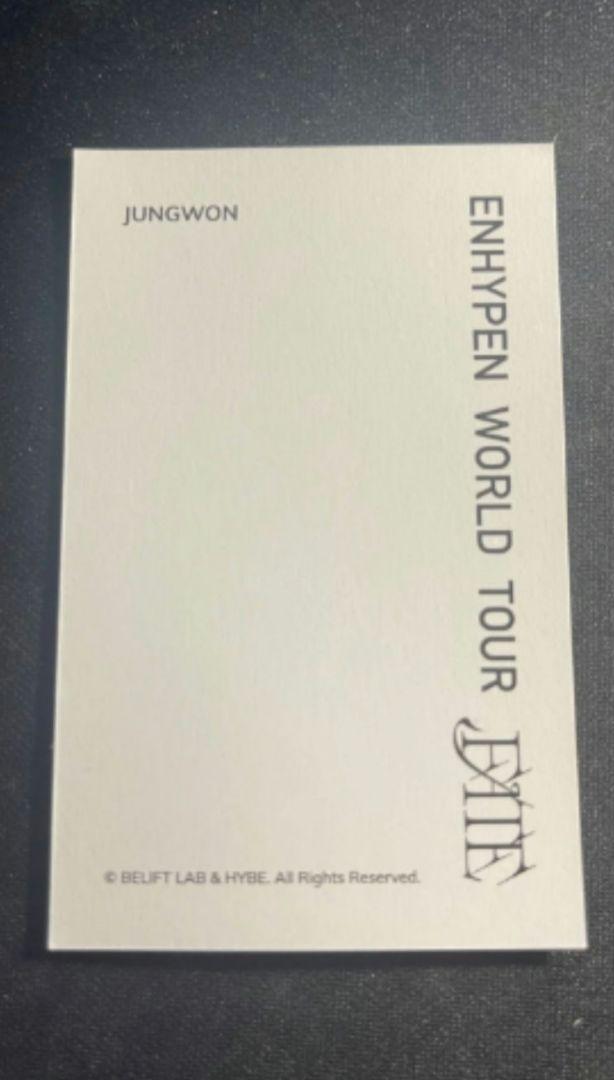 JUNGWON
ENHYPEN WORLD TOUR FATE
© BELIFT LAB & HYBE. All Rights Reserved.